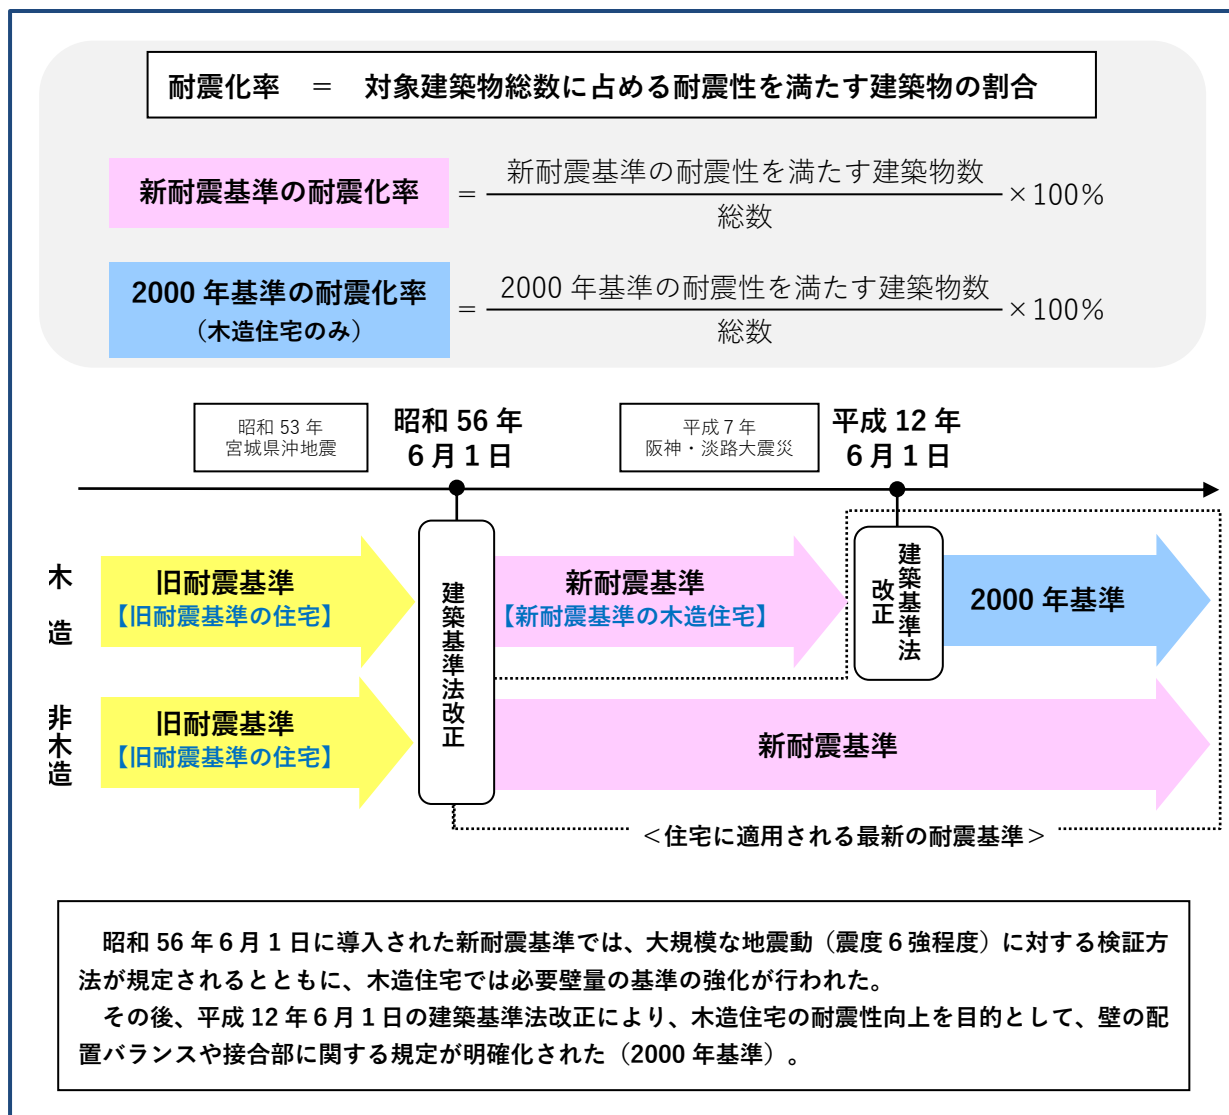 耐震化率 ＝ 対象建築物総数に占める耐震性を満たす建築物の割合
新耐震基準の耐震化率 ＝ 新耐震基準の耐震性を満たす建築物数
総数
×100％
2000 年基準の耐震化率
（木造住宅のみ）
＝ 2000 年基準の耐震性を満たす建築物数
総数
×100％
昭和 53 年
宮城県沖地震
昭和 56 年
６月１日
平成７年
阪神・淡路大震災
平成 12 年
６月１日
木造
旧耐震基準
【旧耐震基準の住宅】
建築基準法改正
新耐震基準
【新耐震基準の木造住宅】
建築基準法
改正
2000 年基準
非木造
旧耐震基準
【旧耐震基準の住宅】
新耐震基準
＜住宅に適用される最新の耐震基準＞
昭和 56 年６月１日に導入された新耐震基準では、大規模な地震動（震度６強程度）に対する検証方
法が規定されるとともに、木造住宅では必要壁量の基準の強化が行われた。
その後、平成 12 年６月１日の建築基準法改正により、木造住宅の耐震性向上を目的として、壁の配
置バランスや接合部に関する規定が明確化された（2000 年基準）。